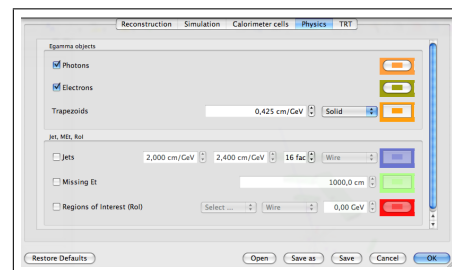 Reconstruction Simulation Calorimeter cells Physics TRT
Egamma objects
Photons
Electrons
Trapezoids 0,425 cm/GeV Solid
Jet, MEt, RoI
Jets 2,000 cm/GeV 2,400 cm/GeV 16 fac Wire
Missing Et 1000,0 cm
Regions of Interest (RoI) Select ... Wire 0,00 GeV
Restore Defaults Open Save as Save Cancel OK